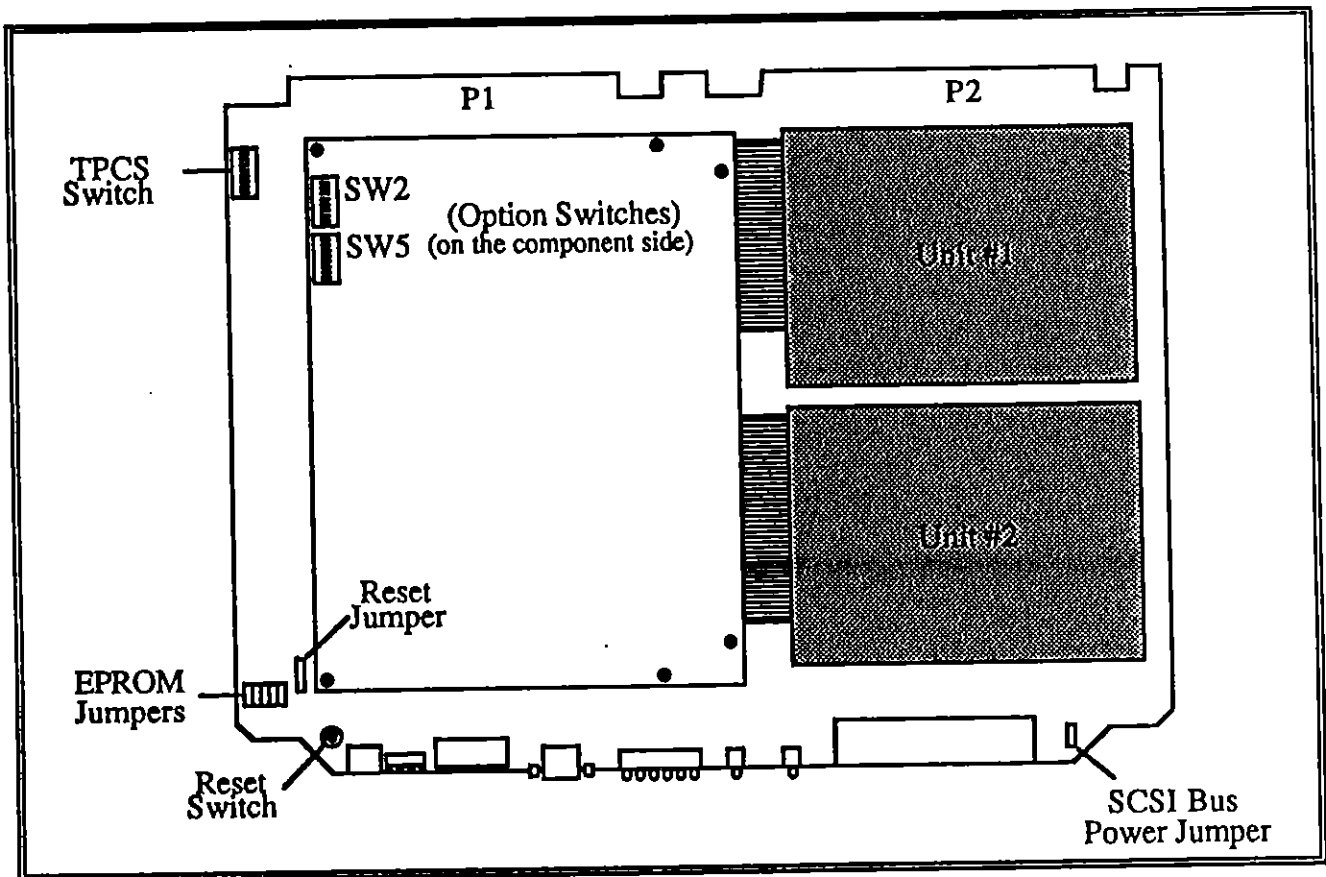 P1
P2
TPCS
Switch
SW2
SW5
(Option Switches)
(on the component side)
Unit #1
Unit #2
Reset
Jumper
EPROM
Jumpers
Reset
Switch
SCSI Bus
Power Jumper